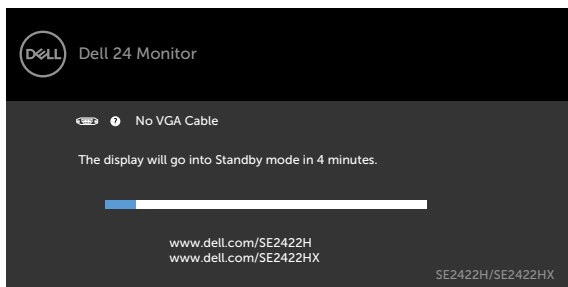 DELL
Dell 24 Monitor
? No VGA Cable
The display will go into Standby mode in 4 minutes.
www.dell.com/SE2422H
www.dell.com/SE2422HX
SE2422H/SE2422HX